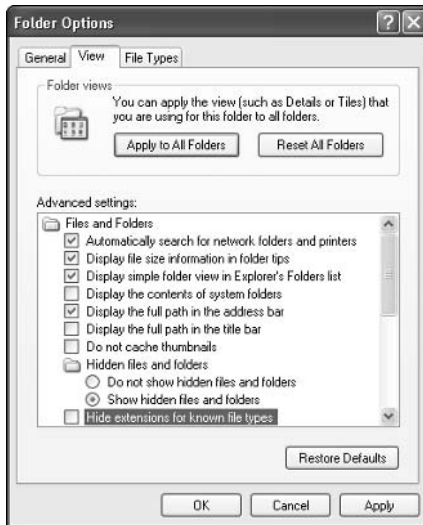 Folder Options
General View File Types
Folder views
You can apply the view (such as Details or Tiles) that
you are using for this folder to all folders.
Apply to All Folders Reset All Folders
Advanced settings:
Files and Folders
Automatically search for network folders and printers
Display file size information in folder tips
Display simple folder view in Explorer's Folders list
Display the contents of system folders
Display the full path in the address bar
Display the full path in the title bar
Do not cache thumbnails
Hidden files and folders
Do not show hidden files and folders
Show hidden files and folders
Hide extensions for known file types
Restore Defaults
OK Cancel Apply